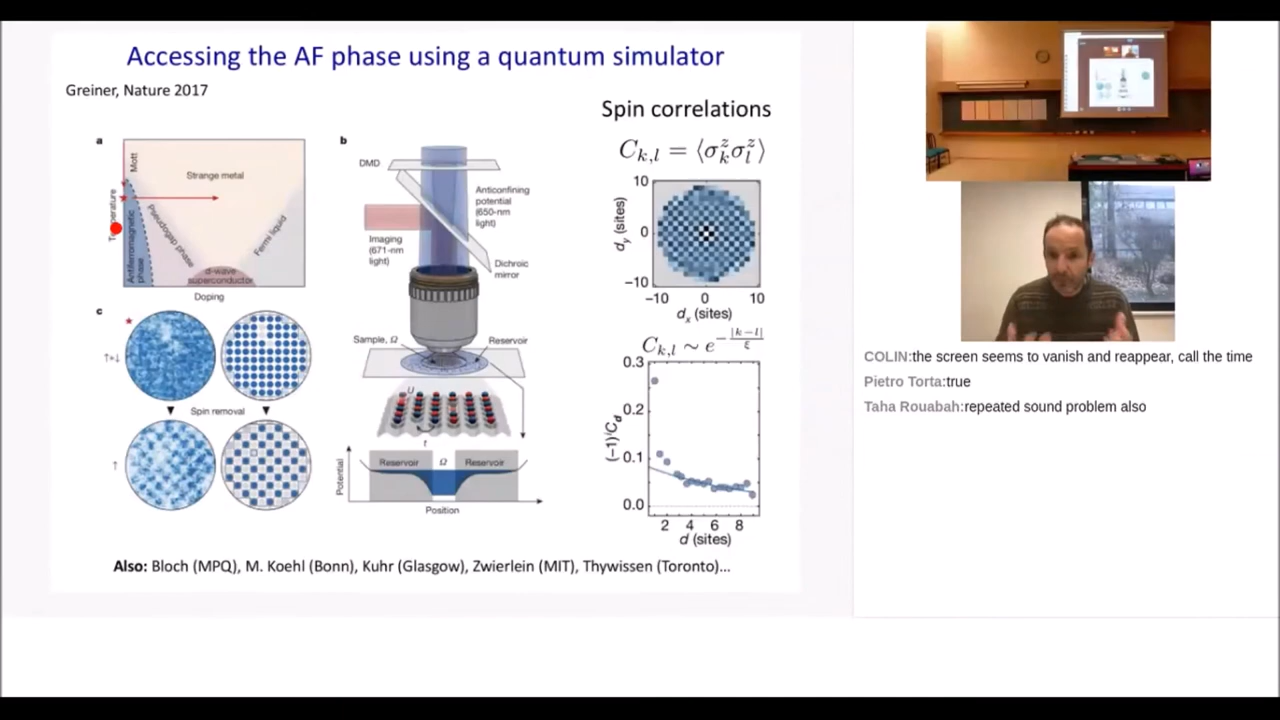 Accessing the AF phase using a quantum simulator
Greiner, Nature 2017
a
Temperature
Mott
Strange metal
Antiferromagnetic
phase
Pseudogap phase
Fermi liquid
d-wave
superconductor
Doping
b
DMD
Anticonfining
potential
(650-nm
light)
Imaging
(671-nm
light)
Dichroic
mirror
Sample, Ω
Reservoir
U
t
Potential
Reservoir
Ω
Reservoir
Position
c
↑+↓
Spin removal
↑
Spin correlations
C_{k,l} = ⟨σ^z_k σ^z_l⟩
10
0
−10
d_y (sites)
−10 0 10
d_x (sites)
C_{k,l} ∼ e^{−|k−l|/ξ}
0.3
0.2
0.1
0.0
(−1)^i C_d
2 4 6 8
d (sites)
Also: Bloch (MPQ), M. Koehl (Bonn), Kuhr (Glasgow), Zwierlein (MIT), Thywissen (Toronto)...
COLIN:the screen seems to vanish and reappear, call the time
Pietro Torta:true
Taha Rouabah:repeated sound problem also